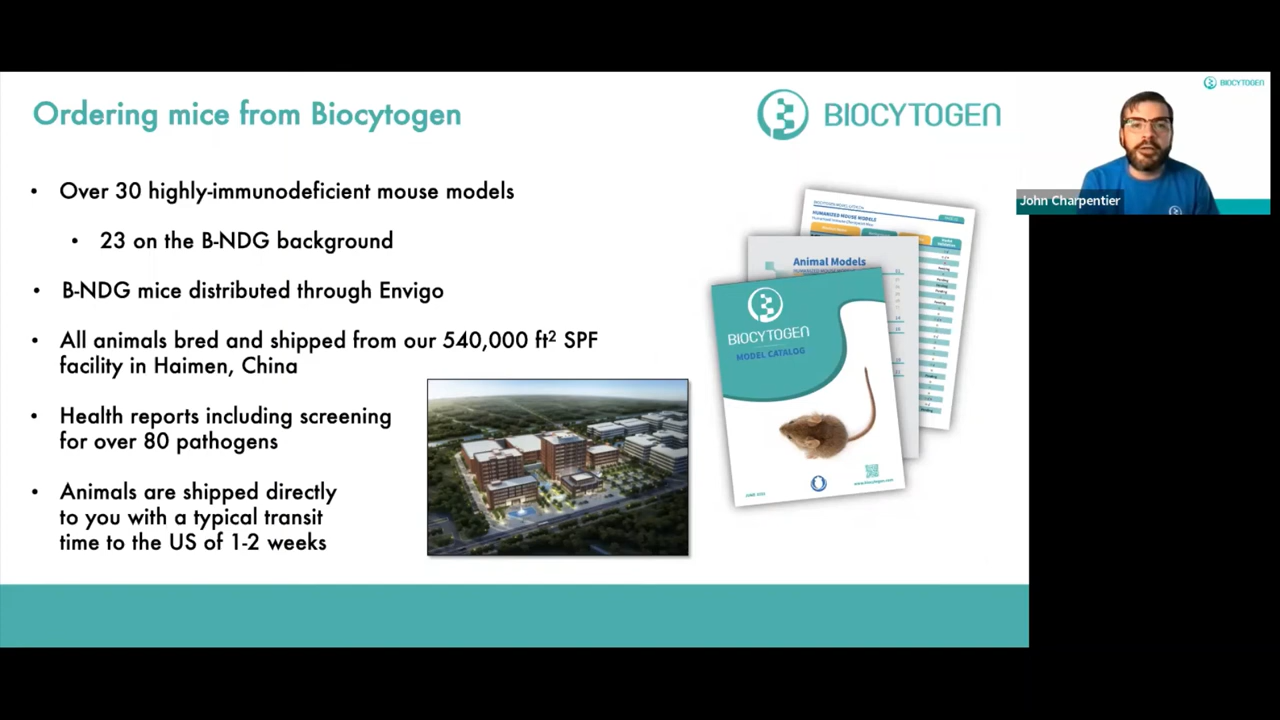 Ordering mice from Biocytogen
BIOCYTOGEN
BIOCYTOGEN
John Charpentier
• Over 30 highly-immunodeficient mouse models
• 23 on the B-NDG background
• B-NDG mice distributed through Envigo
• All animals bred and shipped from our 540,000 ft² SPF
facility in Haimen, China
• Health reports including screening
for over 80 pathogens
• Animals are shipped directly
to you with a typical transit
time to the US of 1-2 weeks
HUMANIZED MOUSE MODELS
Animal Models
BIOCYTOGEN
MODEL CATALOG
www.biocytogen.com